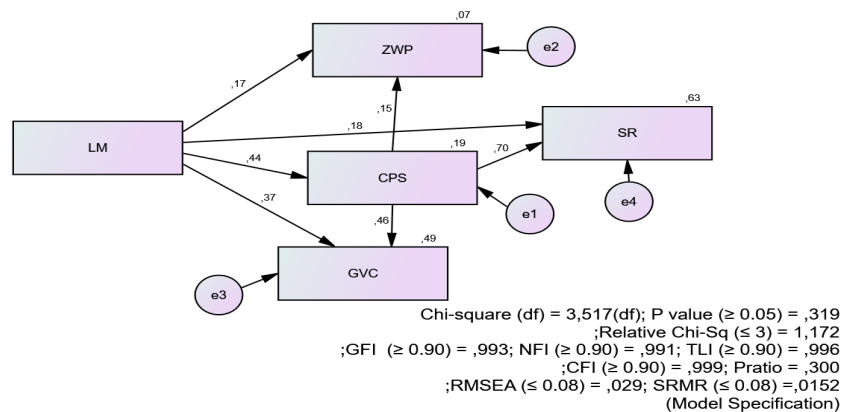 ,07
ZWP
e2
,17
,15
,63
,18
SR
LM
,19
,44
,70
CPS
,37
e4
e1
,46
,49
GVC
e3
Chi-square (df) = 3,517(df); P value (≥ 0.05) = ,319
;Relative Chi-Sq (≤ 3) = 1,172
;GFI (≥ 0.90) = ,993; NFI (≥ 0.90) = ,991; TLI (≥ 0.90) = ,996
;CFI (≥ 0.90) = ,999; Pratio = ,300
;RMSEA (≤ 0.08) = ,029; SRMR (≤ 0.08) =,0152
(Model Specification)